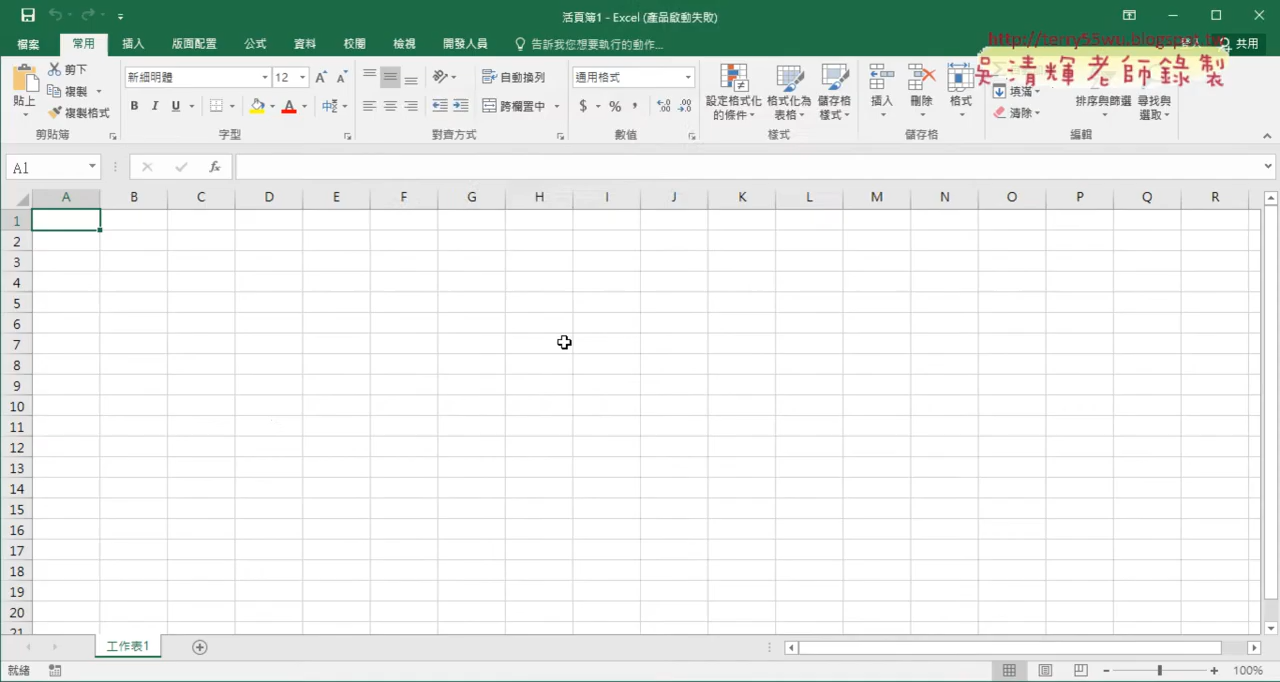 活頁簿1 - Excel (產品啟動失敗)
檔案 常用 插入 版面配置 公式 資料 校閱 檢視 開發人員 告訴我您想要執行的動作... 登入 共用
http://terry55wu.blogspot.tw
吳清輝老師錄製
貼上 剪下 複製 複製格式
剪貼簿
新細明體 12
B I U A
字型
自動換列
跨欄置中
對齊方式
通用格式
$ % ,
數值
設定格式化的條件 格式化為表格 儲存格樣式
樣式
插入 刪除 格式
儲存格
填滿
清除
排序與篩選 尋找與選取
編輯
A1 fx
A B C D E F G H I J K L M N O P Q R
1
2
3
4
5
6
7
8
9
10
11
12
13
14
15
16
17
18
19
20
21
工作表1
就緒 100%